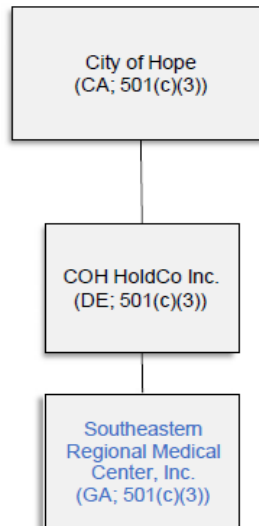 City of Hope
(CA; 501(c)(3))
COH HoldCo Inc.
(DE; 501(c)(3))
Southeastern
Regional Medical
Center, Inc.
(GA; 501(c)(3))